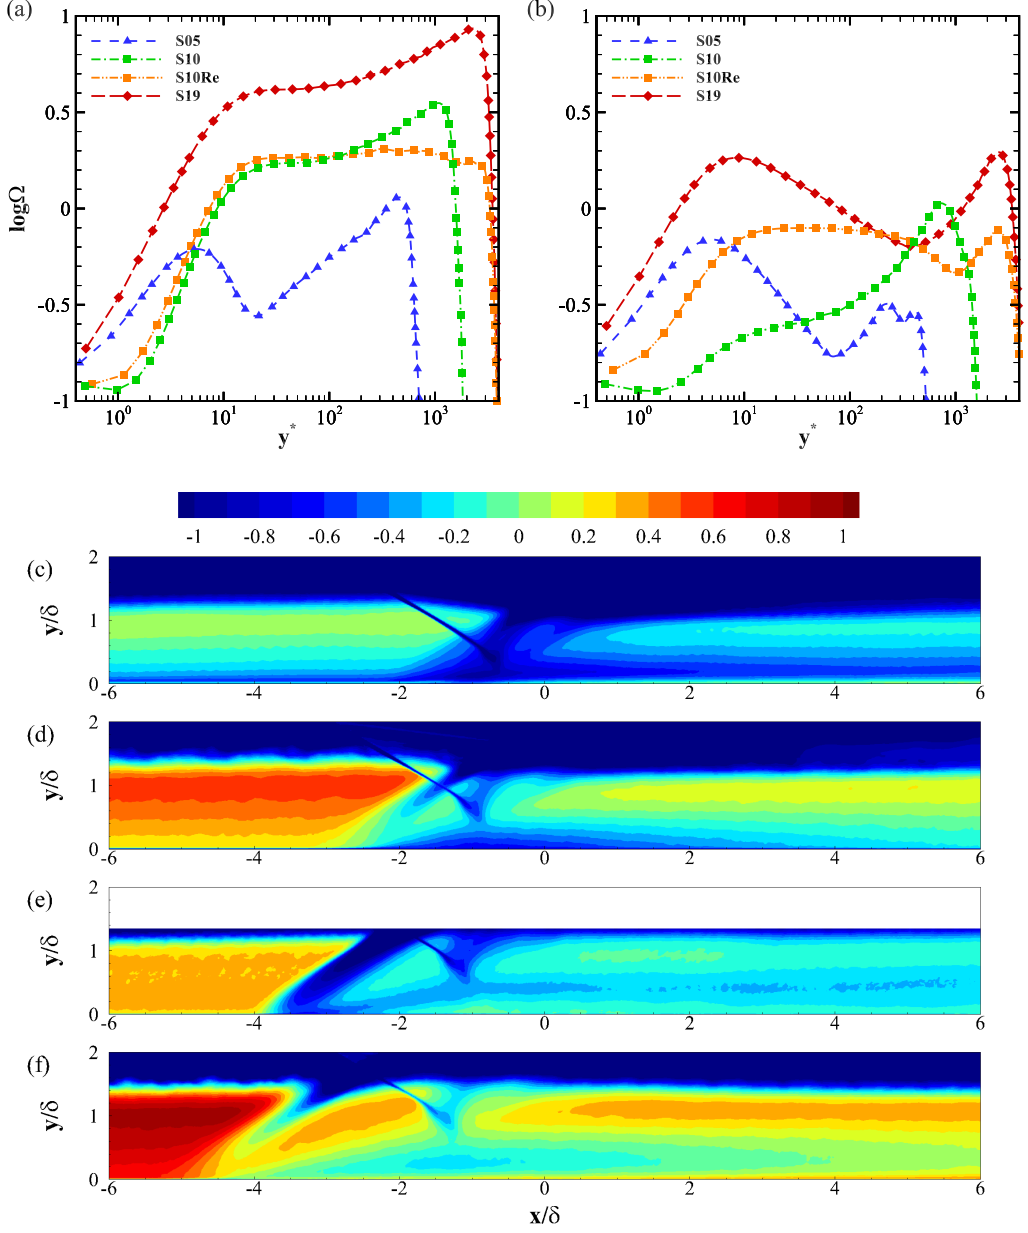 (a)
1
0.5
0
-0.5
-1
logΩ
S05
S10
S10Re
S19
10^0 10^1 10^2 10^3
y*
(b)
1
0.5
0
-0.5
-1
S05
S10
S10Re
S19
10^0 10^1 10^2 10^3
y*
-1 -0.8 -0.6 -0.4 -0.2 0 0.2 0.4 0.6 0.8 1
(c)
y/δ
2
1
0
-6 -4 -2 0 2 4 6
(d)
y/δ
2
1
0
-6 -4 -2 0 2 4 6
(e)
y/δ
2
1
0
-6 -4 -2 0 2 4 6
(f)
y/δ
2
1
0
-6 -4 -2 0 2 4 6
x/δ